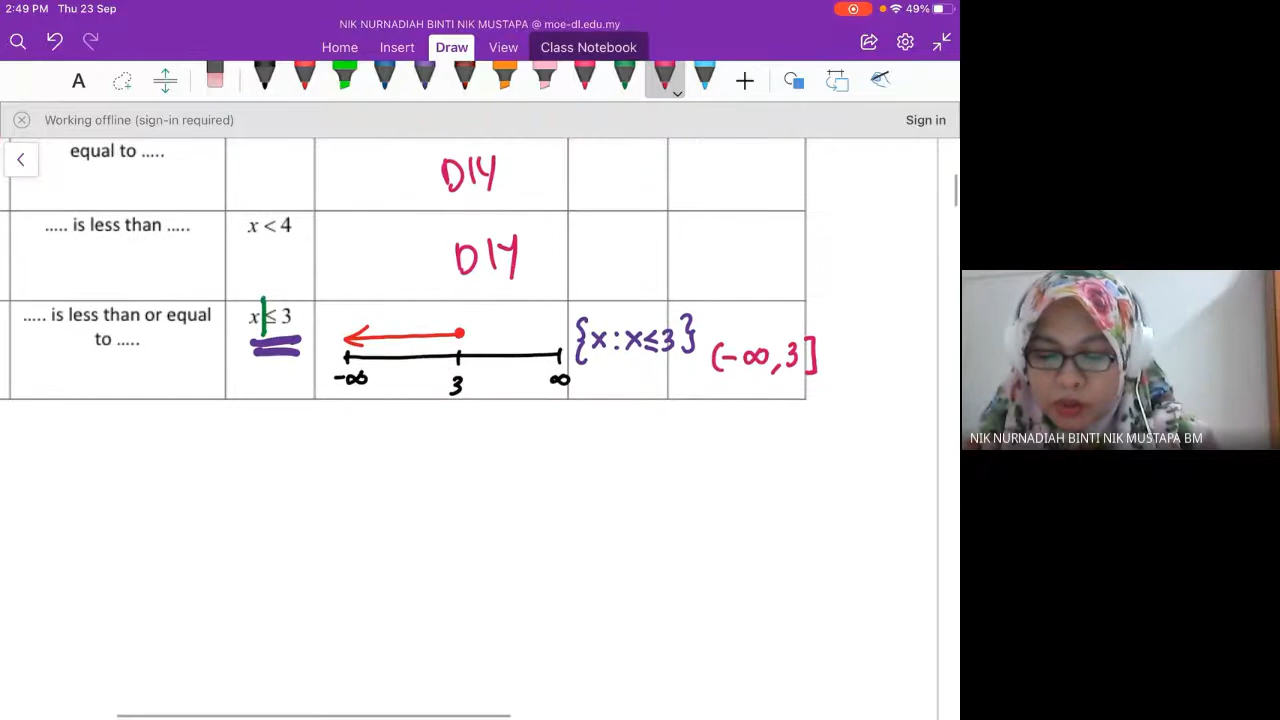 2:49 PM Thu 23 Sep
49%
NIK NURNADIAH BINTI NIK MUSTAPA @ moe-dl.edu.my
Home Insert Draw View Class Notebook
A
Working offline (sign-in required) Sign in
equal to .....
DIY
..... is less than ..... x < 4
DIY
..... is less than or equal
to .....
x ≤ 3
-∞ 3 ∞
{x : x ≤ 3}
(-∞, 3]
NIK NURNADIAH BINTI NIK MUSTAPA BM